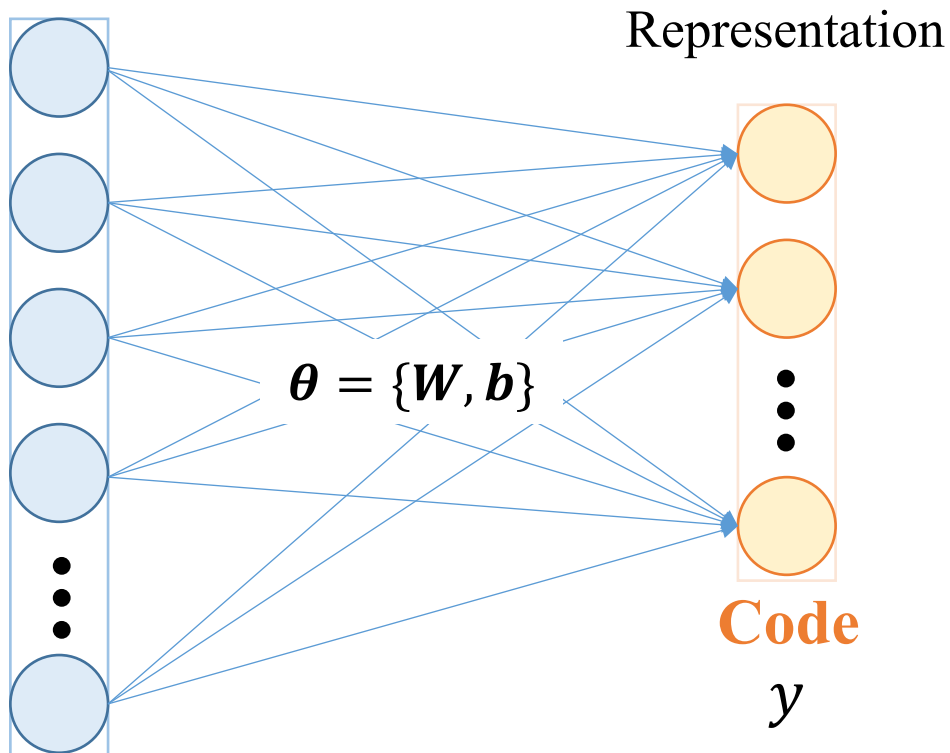 Representation
θ = {W, b}
Code
y